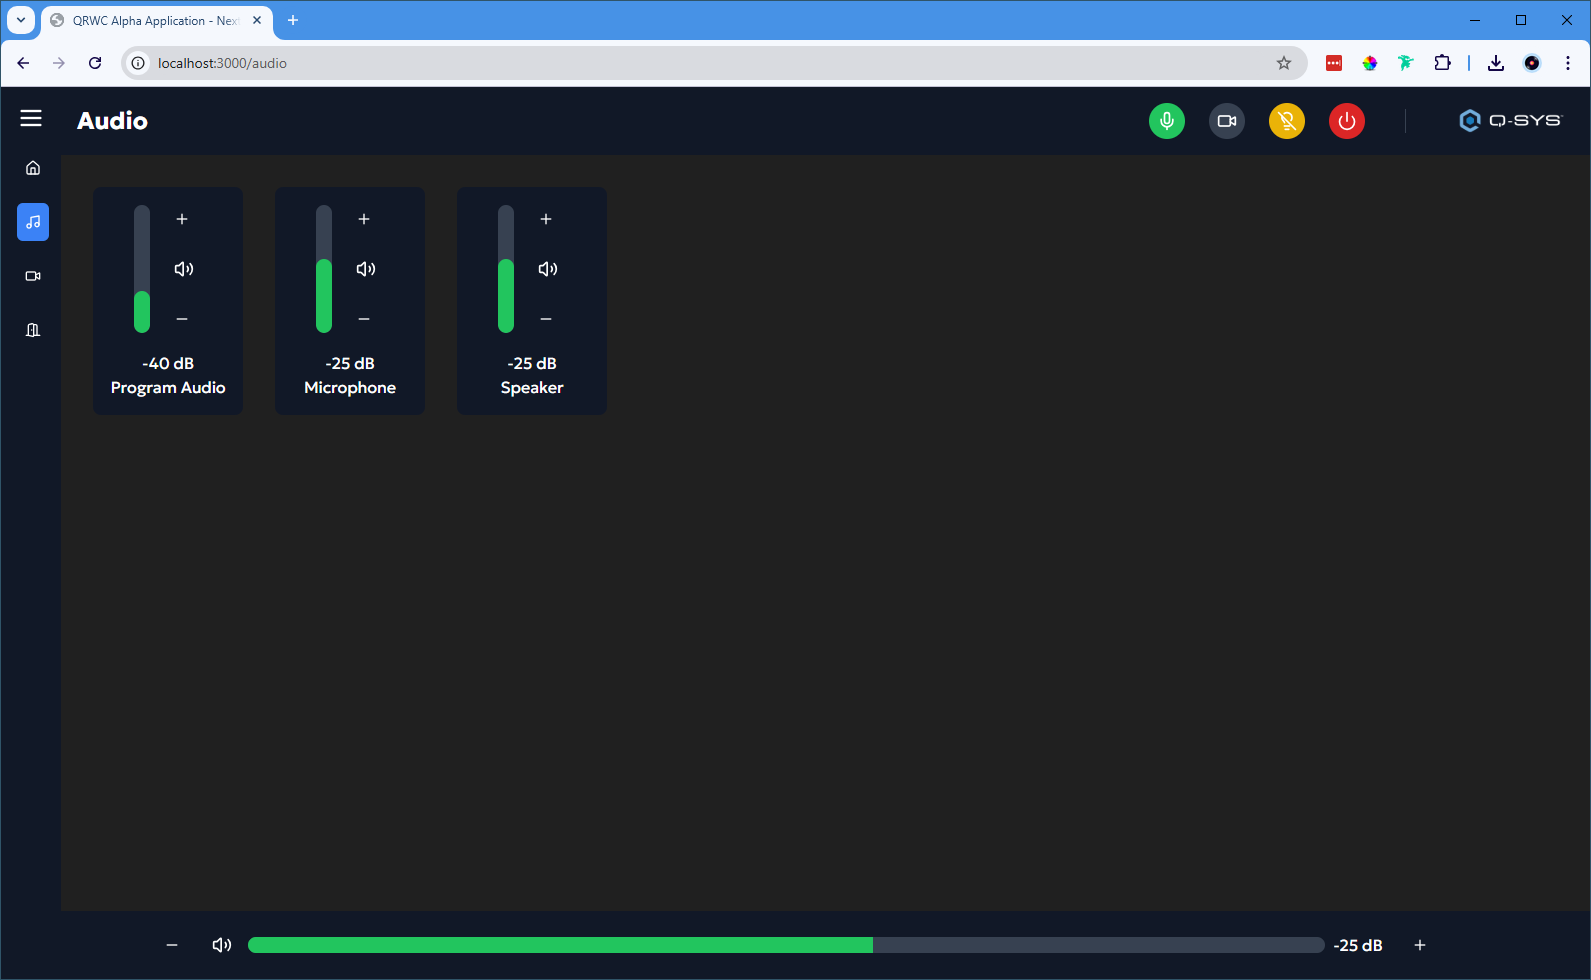 QRWC Alpha Application - Nex
localhost:3000/audio
Audio
Q-SYS
-40 dB
Program Audio
-25 dB
Microphone
-25 dB
Speaker
-25 dB